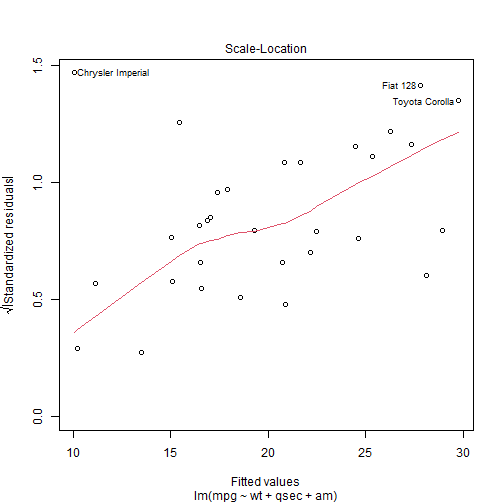 Scale-Location
√|Standardized residuals|
1.5
1.0
0.5
0.0
Chrysler Imperial
Fiat 128
Toyota Corolla
10 15 20 25 30
Fitted values
lm(mpg ~ wt + qsec + am)